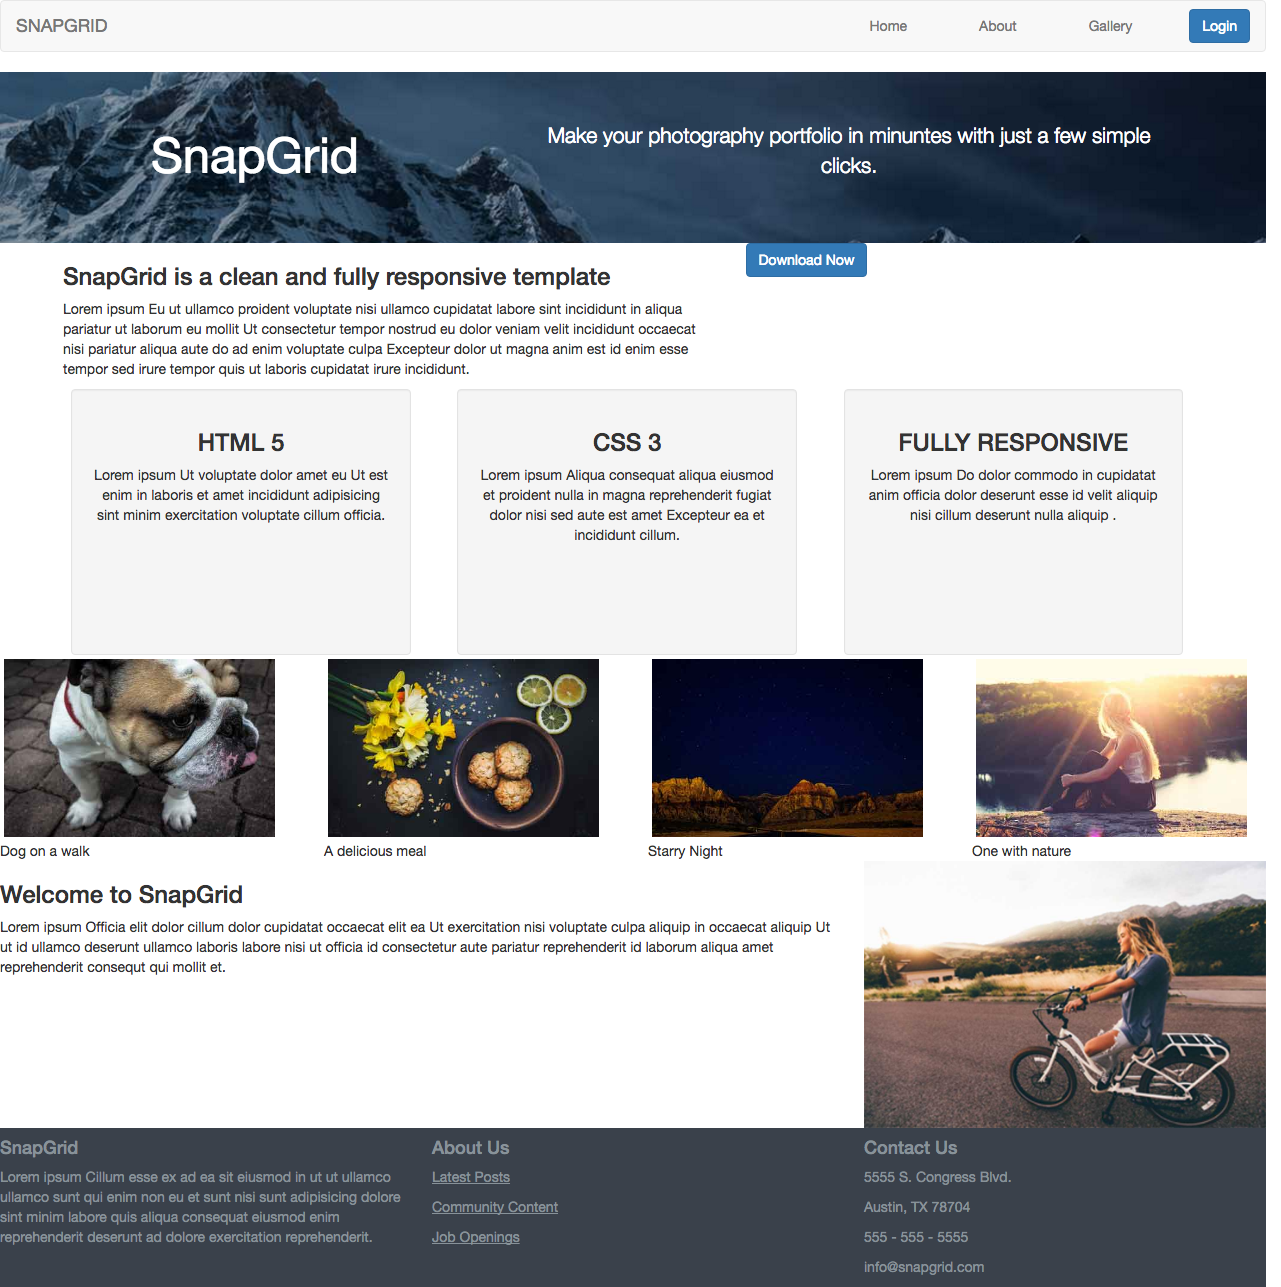 SNAPGRID
Home
About
Gallery
Login
SnapGrid
Make your photography portfolio in minuntes with just a few simple
clicks.
Download Now
SnapGrid is a clean and fully responsive template
Lorem ipsum Eu ut ullamco proident voluptate nisi ullamco cupidatat labore sint incididunt in aliqua
pariatur ut laborum eu mollit Ut consectetur tempor nostrud eu dolor veniam velit incididunt occaecat
nisi pariatur aliqua aute do ad enim voluptate culpa Excepteur dolor ut magna anim est id enim esse
tempor sed irure tempor quis ut laboris cupidatat irure incididunt.
HTML 5
Lorem ipsum Ut voluptate dolor amet eu Ut est
enim in laboris et amet incididunt adipisicing
sint minim exercitation voluptate cillum officia.
CSS 3
Lorem ipsum Aliqua consequat aliqua eiusmod
et proident nulla in magna reprehenderit fugiat
dolor nisi sed aute est amet Excepteur ea et
incididunt cillum.
FULLY RESPONSIVE
Lorem ipsum Do dolor commodo in cupidatat
anim officia dolor deserunt esse id velit aliquip
nisi cillum deserunt nulla aliquip .
Dog on a walk
A delicious meal
Starry Night
One with nature
Welcome to SnapGrid
Lorem ipsum Officia elit dolor cillum dolor cupidatat occaecat elit ea Ut exercitation nisi voluptate culpa aliquip in occaecat aliquip Ut
ut id ullamco deserunt ullamco laboris labore nisi ut officia id consectetur aute pariatur reprehenderit id laborum aliqua amet
reprehenderit consequt qui mollit et.
SnapGrid
Lorem ipsum Cillum esse ex ad ea sit eiusmod in ut ut ullamco
ullamco sunt qui enim non eu et sunt nisi sunt adipisicing dolore
sint minim labore quis aliqua consequat eiusmod enim
reprehenderit deserunt ad dolore exercitation reprehenderit.
About Us
Latest Posts
Community Content
Job Openings
Contact Us
5555 S. Congress Blvd.
Austin, TX 78704
555 - 555 - 5555
info@snapgrid.com